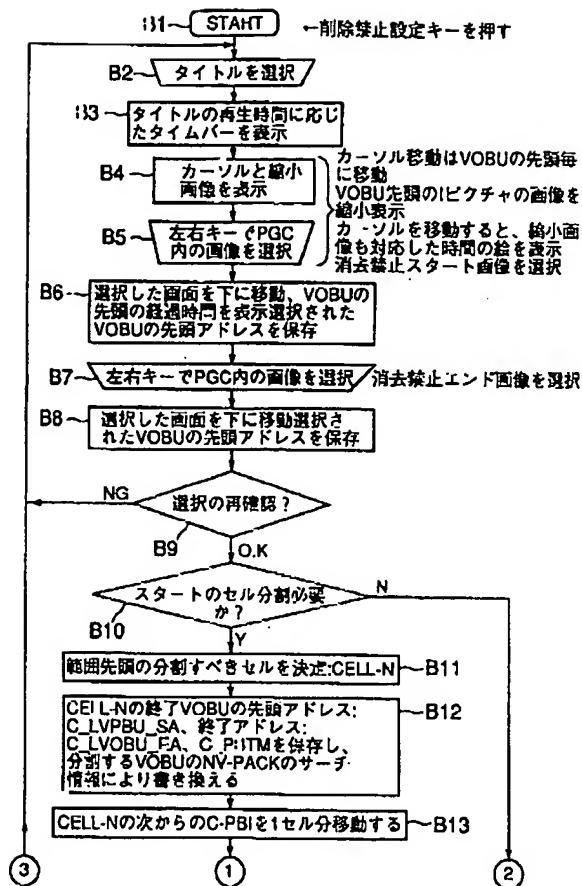 B1 STAHT ←削除禁止設定キーを押す
B2 タイトルを選択
B3 タイトルの再生時間に応じ
たタイムバーを表示
B4 カーソルと縮小
画像を表示
カーソル移動はVOBUの先頭毎
に移動
VOBU先頭のIピクチャの画像を
縮小表示
カーソルを移動すると、縮小画
像も対応した時間の絵を表示
消去禁止スタート画像を選択
B5 左右キーでPGC
内の画像を選択
B6 選択した画面を下に移動、VOBUの
先頭の経過時間を表示選択された
VOBUの先頭アドレスを保存
B7 左右キーでPGC内の画像を選択 消去禁止エンド画像を選択
B8 選択した画面を下に移動選択さ
れたVOBUの先頭アドレスを保存
NG 選択の再確認?
B9 O.K
スタートのセル分割必要
か? N
B10 Y
範囲先頭の分割すべきセルを決定:CELL-N B11
CELL-Nの終了VOBUの先頭アドレス:
C_LVPBU_SA、終了アドレス:
C_LVOBU_EA、C_PBTMを保存し、
分割するVOBUのNV-PACKのサーチ
情報により書き換える B12
CELL-Nの次からのC-PBIを1セル分移動する B13
3 1 2